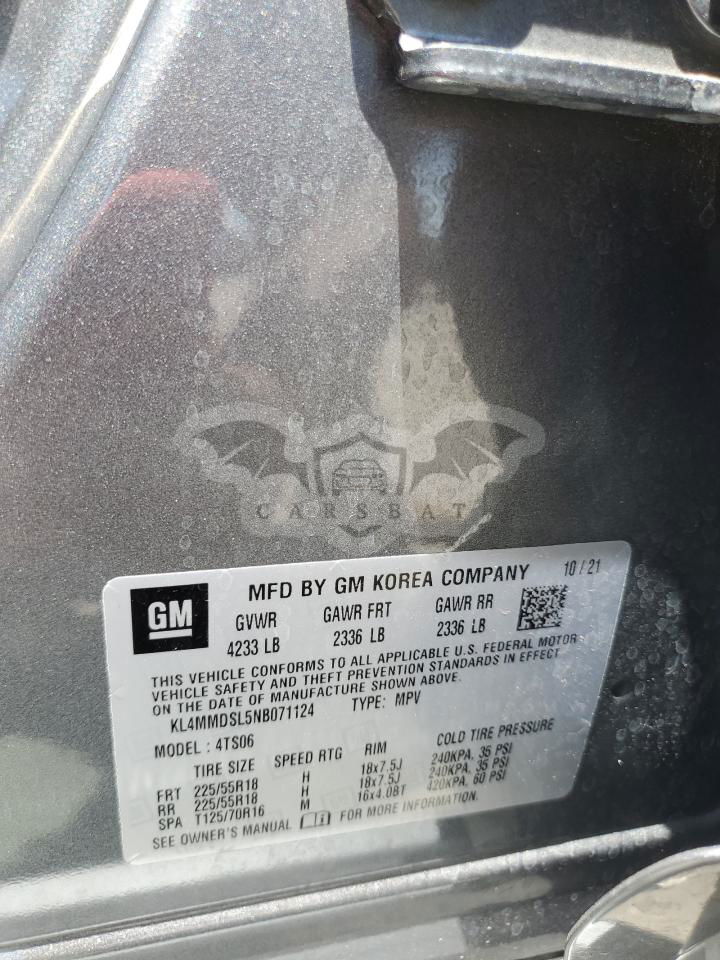 CARSBAT
GM
MFD BY GM KOREA COMPANY 10 / 21
GVWR GAWR FRT GAWR RR
4233 LB 2336 LB 2336 LB
THIS VEHICLE CONFORMS TO ALL APPLICABLE U.S. FEDERAL MOTOR
VEHICLE SAFETY AND THEFT PREVENTION STANDARDS IN EFFECT
ON THE DATE OF MANUFACTURE SHOWN ABOVE.
KL4MMDSL5NB071124 TYPE: MPV
MODEL : 4TS06
TIRE SIZE SPEED RTG RIM COLD TIRE PRESSURE
FRT 225/55R18 H 18x7.5J 240KPA, 35 PSI
RR 225/55R18 H 18x7.5J 240KPA, 35 PSI
SPA T125/70R16 M 16x4.0BT 420KPA, 60 PSI
SEE OWNER'S MANUAL FOR MORE INFORMATION.